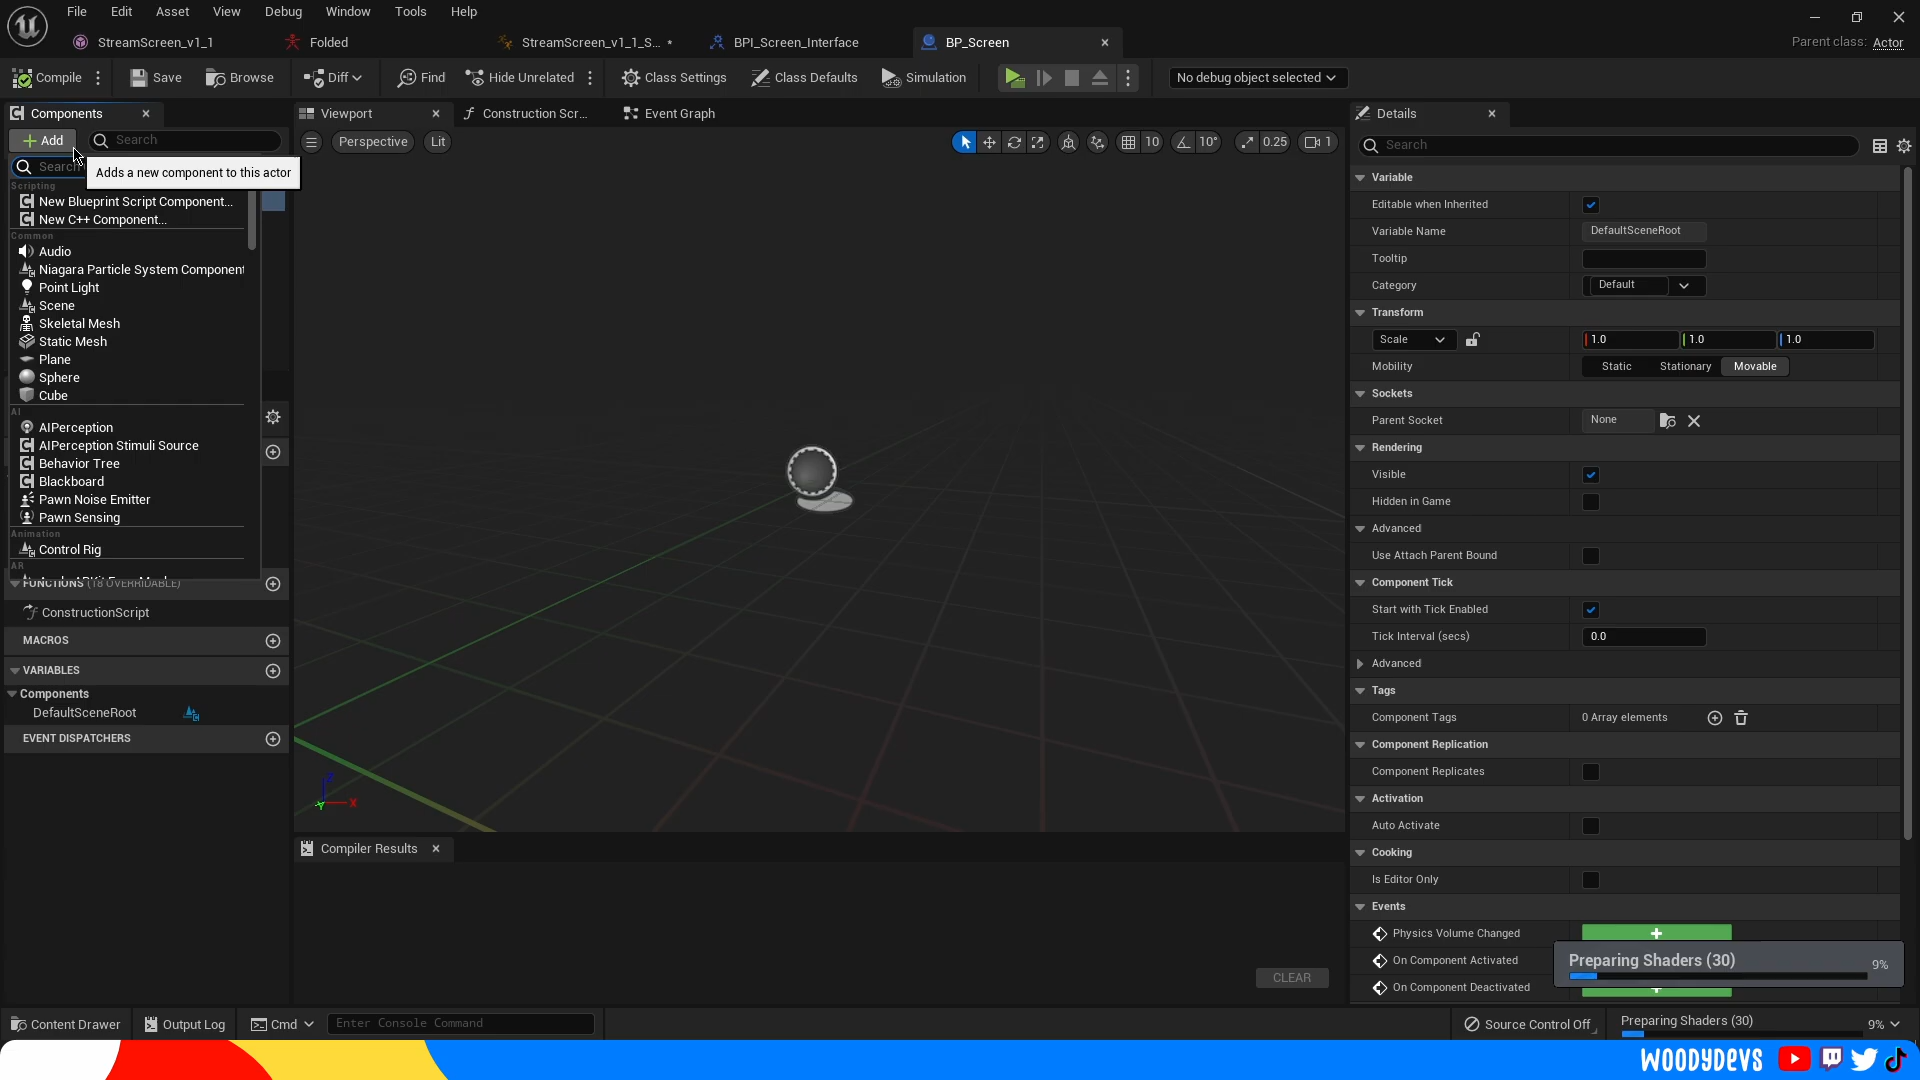 File Edit Asset View Debug Window Tools Help
StreamScreen_v1_1 Folded StreamScreen_v1_1_S... * BPI_Screen_Interface BP_Screen
Parent class: Actor
Compile Save Browse Diff Find Hide Unrelated Class Settings Class Defaults Simulation No debug object selected
Components Viewport Construction Scr... Event Graph Details
Add Search Perspective Lit 10 10° 0.25 1 Search
Search
Adds a new component to this actor
Scripting
New Blueprint Script Component...
New C++ Component...
Common
Audio
Niagara Particle System Component
Point Light
Scene
Skeletal Mesh
Static Mesh
Plane
Sphere
Cube
AI
AIPerception
AIPerception Stimuli Source
Behavior Tree
Blackboard
Pawn Noise Emitter
Pawn Sensing
Animation
Control Rig
AR
FUNCTIONS (18 OVERRIDABLE)
ConstructionScript
MACROS
VARIABLES
Components
DefaultSceneRoot
EVENT DISPATCHERS
Z
X
Y
Compiler Results
CLEAR
Variable
Editable when Inherited
Variable Name DefaultSceneRoot
Tooltip
Category Default
Transform
Scale 1.0 1.0 1.0
Mobility Static Stationary Movable
Sockets
Parent Socket None
Rendering
Visible
Hidden in Game
Advanced
Use Attach Parent Bound
Component Tick
Start with Tick Enabled
Tick Interval (secs) 0.0
Advanced
Tags
Component Tags 0 Array elements
Component Replication
Component Replicates
Activation
Auto Activate
Cooking
Is Editor Only
Events
Physics Volume Changed
On Component Activated
On Component Deactivated
Preparing Shaders (30) 9%
Content Drawer Output Log Cmd Enter Console Command Source Control Off Preparing Shaders (30) 9%
WOODYDEVS